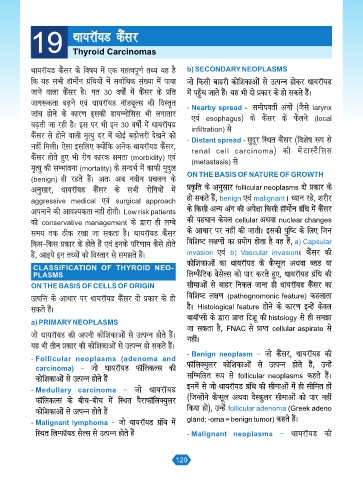 19
थायरॉयड कैंसर
Thyroid Carcinomas
थायरॉयड कैंसर के विषय में एक महत्वपूर्ण तथ्य यह है
कि यह सभी हॉर्मोन ग्रंथियों में सर्वाधिक संख्या में पाया
जाने वाला कैंसर है। गत 30 वर्षों में कैंसर के प्रति
जागरूकता बढ़ने एवं थायरॉयड नॉड्यूल्स की विस्तृत
जांच होने के कारण इसकी डायग्नोसिस भी लगातार
बढ़ती जा रही है। इस पर भी इन 30 वर्षों में थायरॉयड
कैंसर से होने वाली मृत्यु दर में कोई बढ़ोत्तरी देखने को
नहीं मिली। ऐसा इसलिए क्योंकि अनेक थायरॉयड कैंसर,
कैंसर होते हुए भी रोग कारक क्षमता (morbidity) एवं
मृत्यु की सम्भावना (mortality) के सन्दर्भ में काफी मृदुल
(benign) ही रहते हैं। अतः अब नवीन प्रचलन के
अनुसार, थायरॉयड कैंसर के सभी रोगियों में
aggressive medical एवं surgical approach
अपनाने की आवश्यकता नहीं होती। Low risk patients
को conservative management के द्वारा ही लम्बे
समय तक ठीक रखा जा सकता है। थायरॉयड कैंसर
किस-किस प्रकार के होते हैं एवं इनके परिणाम कैसे होते
हैं, आइये इन तथ्यों को विस्तार से समझते हैं।
CLASSIFICATION OF THYROID NEO-
PLASMS
ON THE BASIS OF CELLS OF ORIGIN
उत्पत्ति के आधार पर थायरॉयड कैंसर दो प्रकार के हो
सकते हैं।
a) PRIMARY NEOPLASMS
जो थायरॉयड की अपनी कोशिकाओं से उत्पन्न होते हैं।
यह भी तीन प्रकार की कोशिकाओं से उत्पन्न हो सकते हैं।
- Follicular neoplasms (adenoma and
carcinoma) - जो थायरॉयड फॉलिकल्स की
कोशिकाओं से उत्पन्न होते हैं
- Medullary carcinoma - जो थायरॉयड
फॉलिकल्स के बीच-बीच में स्थित पैराफॉलिक्युलर
कोशिकाओं से उत्पन्न होते हैं
- Malignant lymphoma - जो थायरॉयड ग्रंथि में
स्थित लिम्फॉयड सेल्स से उत्पन्न होते हैं
b) SECONDARY NEOPLASMS
जो किसी बाहरी कोशिकाओं से उत्पन्न होकर थायरॉयड
में पहुँच जाते हैं। यह भी दो प्रकार के हो सकते हैं।
- Nearby spread - समीपवर्ती अंगों (जैसे larynx
एवं esophagus) के कैंसर के फैलने (local
infiltration) से
- Distant spread - सुदूर स्थित कैंसर (विशेष रूप से
renal cell carcinoma) की मेटास्टेसिस
(metastasis) से
ON THE BASIS OF NATURE OF GROWTH
प्रकृति के अनुसार follicular neoplasms दो प्रकार के
हो सकते हैं, benign एवं malignant। ध्यान रहे, शरीर
के किसी अन्य अंग की अपेक्षा किसी हॉर्मोन ग्रंथि में कैंसर
की पहचान केवल cellular अथवा nuclear changes
के आधार पर नहीं की जाती। इसकी पुष्टि के लिए जिन
विशिष्ट लक्षणों का प्रयोग होता है वह हैं, a) Capsular
invasion एवं b) Vascular invasion। कैंसर की
कोशिकाओं का थायरॉयड के कैप्सूल अथवा ब्लड या
लिम्फैटिक वेसेल्स को पार करते हुए, थायरॉयड ग्रंथि की
सीमाओं से बाहर निकल जाना ही थायरॉयड कैंसर का
विशिष्ट लक्षण (pathognomonic feature) कहलाता
है। Histological feature होने के कारण इन्हें केवल
बायोप्सी के द्वारा प्राप्त टिशू की histology से ही समझा
जा सकता है, FNAC से प्राप्त cellular aspirate से
नहीं।
- Benign neoplasm - जो कैंसर, थायरॉयड की
फॉलिक्युलर कोशिकाओं से उत्पन्न होते हैं, उन्हें
सम्मिलित रूप से follicular neoplasms कहते हैं।
इनमें से जो थायरॉयड ग्रंथि की सीमाओं में ही सीमित हों
(जिन्होंने कैप्सूल अथवा वैस्कुलर सीमाओं को पार नहीं
किया हो), उन्हें follicular adenoma (Greek adeno
gland; -oma = benign tumor) कहते हैं।
- Malignant neoplasms - थायरॉयड की
129